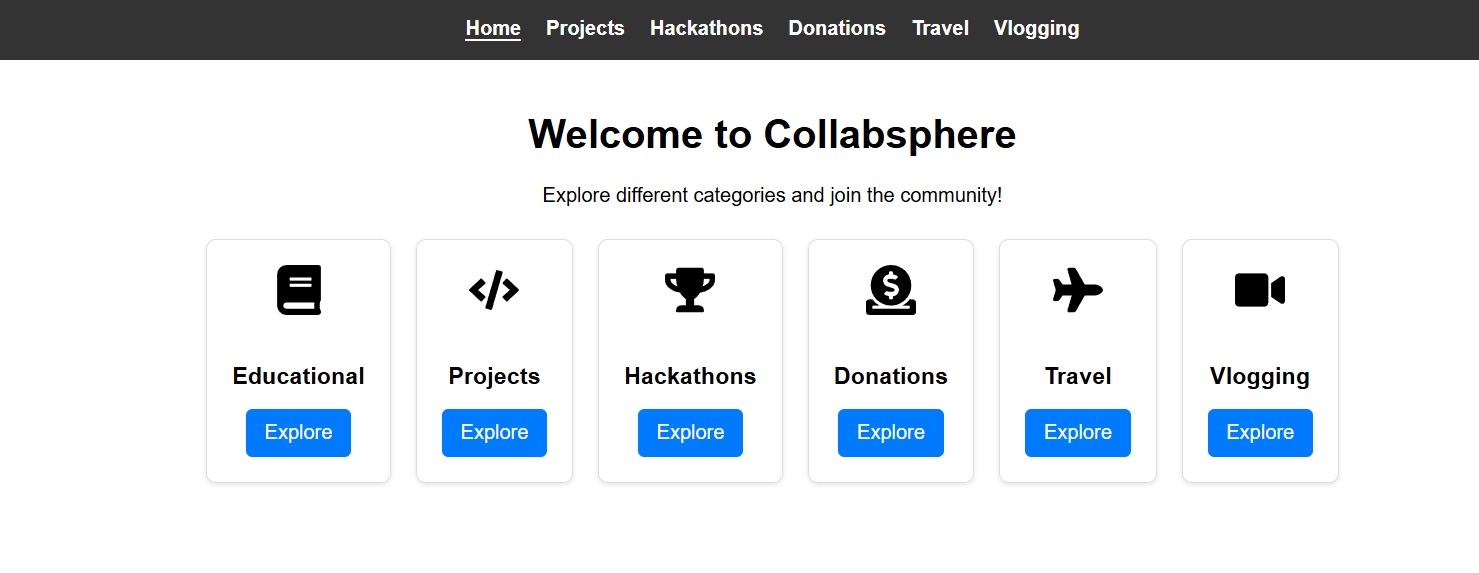 Home Projects Hackathons Donations Travel Vlogging
Welcome to Collabsphere
Explore different categories and join the community!
Educational Projects Hackathons Donations Travel Vlogging
Explore Explore Explore Explore Explore Explore